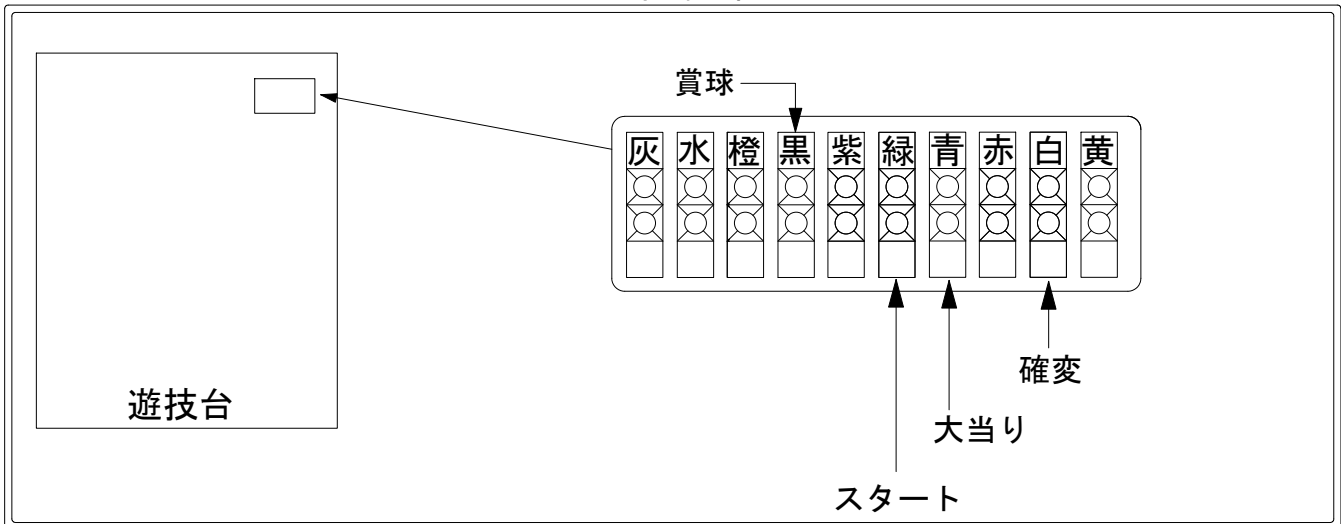 賞球
灰 水 橙 黒 紫 緑 青 赤 白 黄
確変
遊技台
大当り
スタート